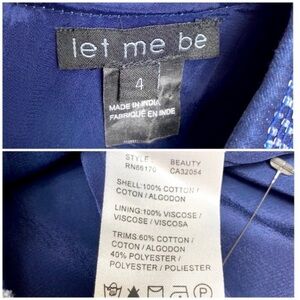 let me be
4
MADE IN INDIA
FABRIQUÉ EN INDE
STYLE BEAUTY
RN66170 CA32054
SHELL:100% COTTON /
COTON / ALGODON
LINING:100% VISCOSE /
VISCOSE / VISCOSA
TRIMS:60% COTTON /
COTON / ALGODON
40% POLYESTER /
POLYESTER / POLIESTER